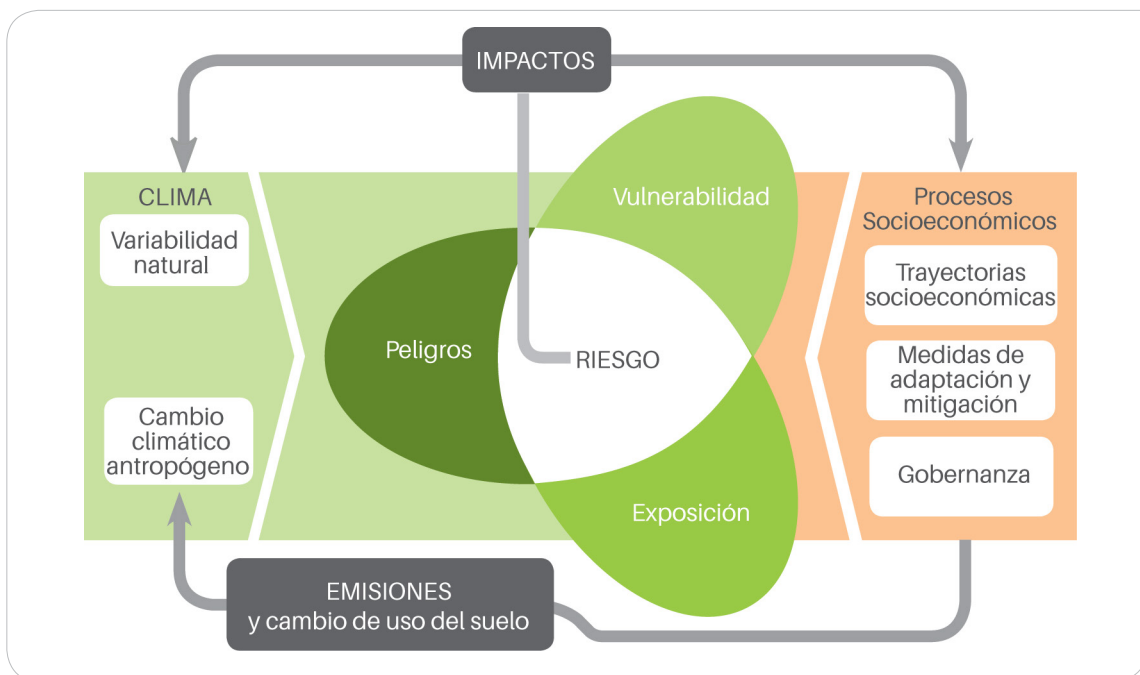 IMPACTOS
CLIMA
Variabilidad
natural
Cambio
climático
antropógeno
Peligros
Vulnerabilidad
RIESGO
Exposición
Procesos
Socioeconómicos
Trayectorias
socioeconómicas
Medidas de
adaptación y
mitigación
Gobernanza
EMISIONES
y cambio de uso del suelo